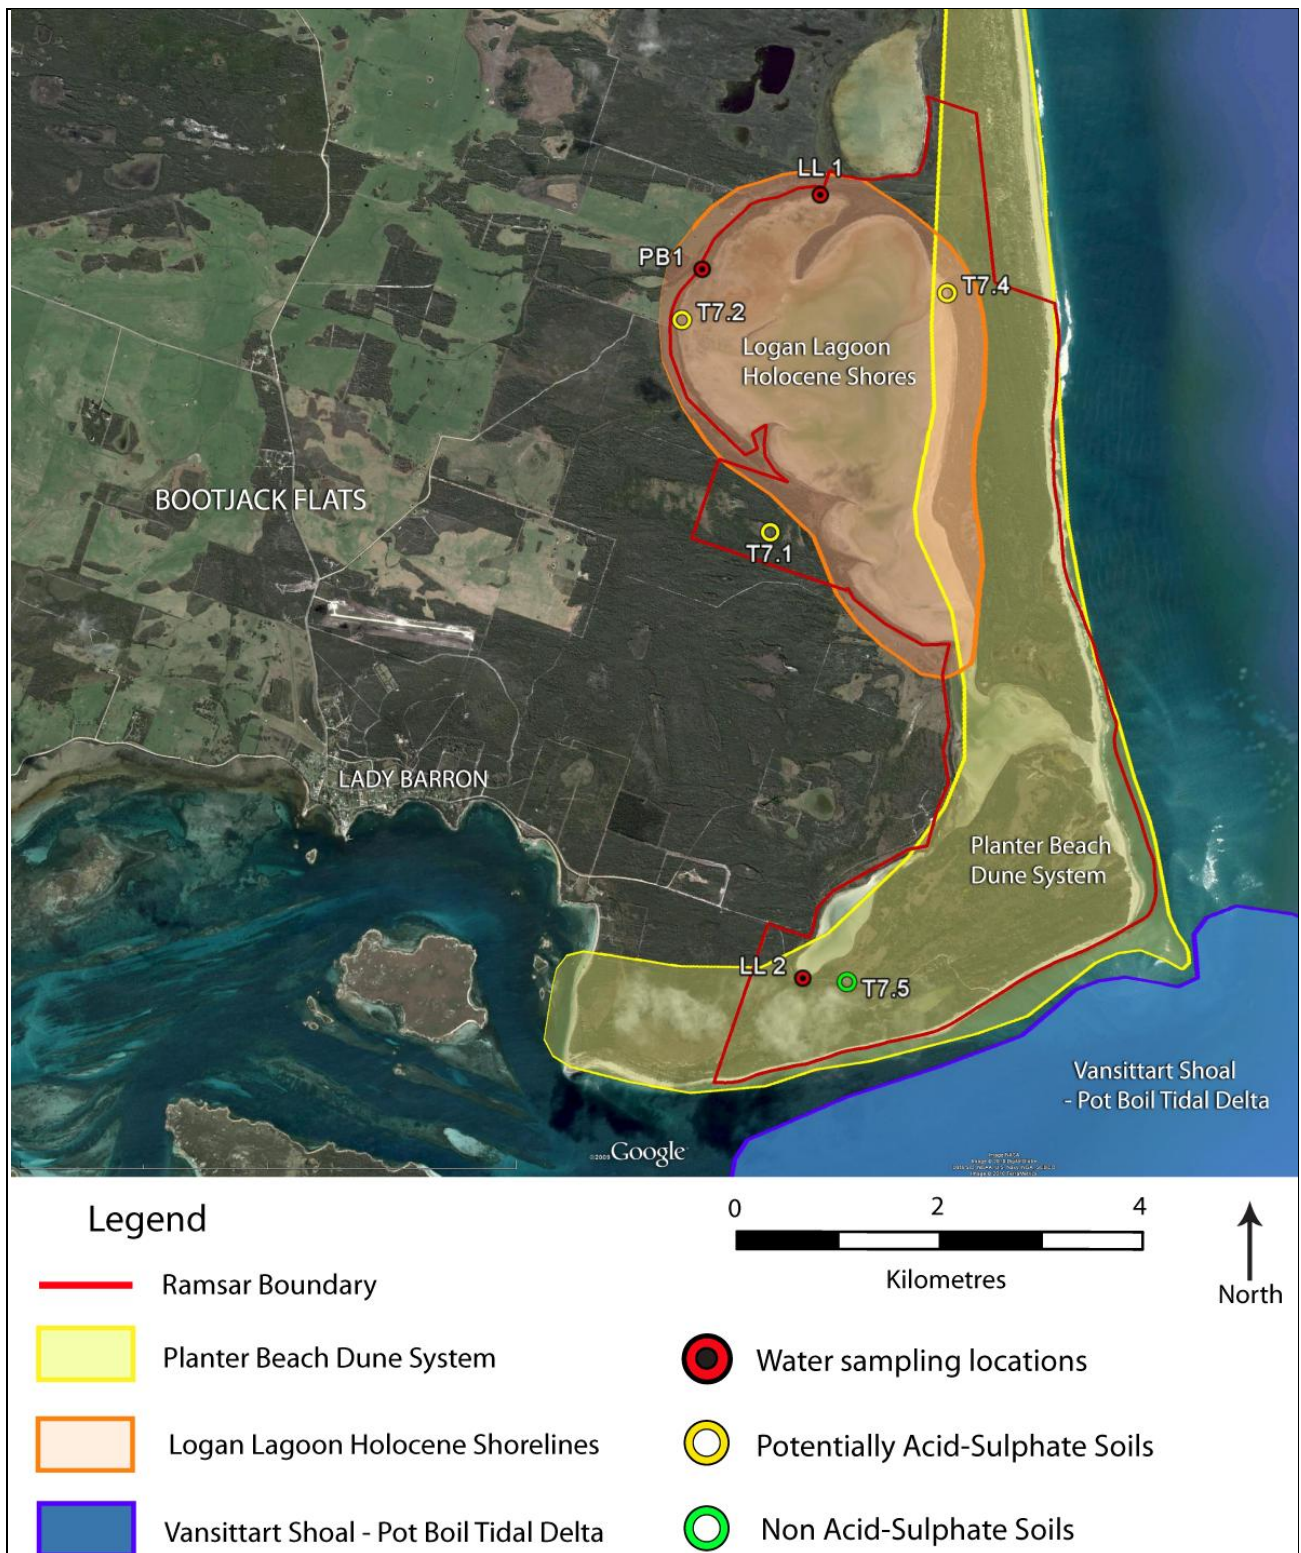 LL 1
PB1
T7.4
T7.2
Logan Lagoon
Holocene Shores
BOOTJACK FLATS
T7.1
LADY BARRON
Planter Beach
Dune System
LL 2
T7.5
Vansittart Shoal
- Pot Boil Tidal Delta
©2009 Google
Legend
0 2 4
Kilometres
North
Ramsar Boundary
Planter Beach Dune System
Water sampling locations
Logan Lagoon Holocene Shorelines
Potentially Acid-Sulphate Soils
Vansittart Shoal - Pot Boil Tidal Delta
Non Acid-Sulphate Soils